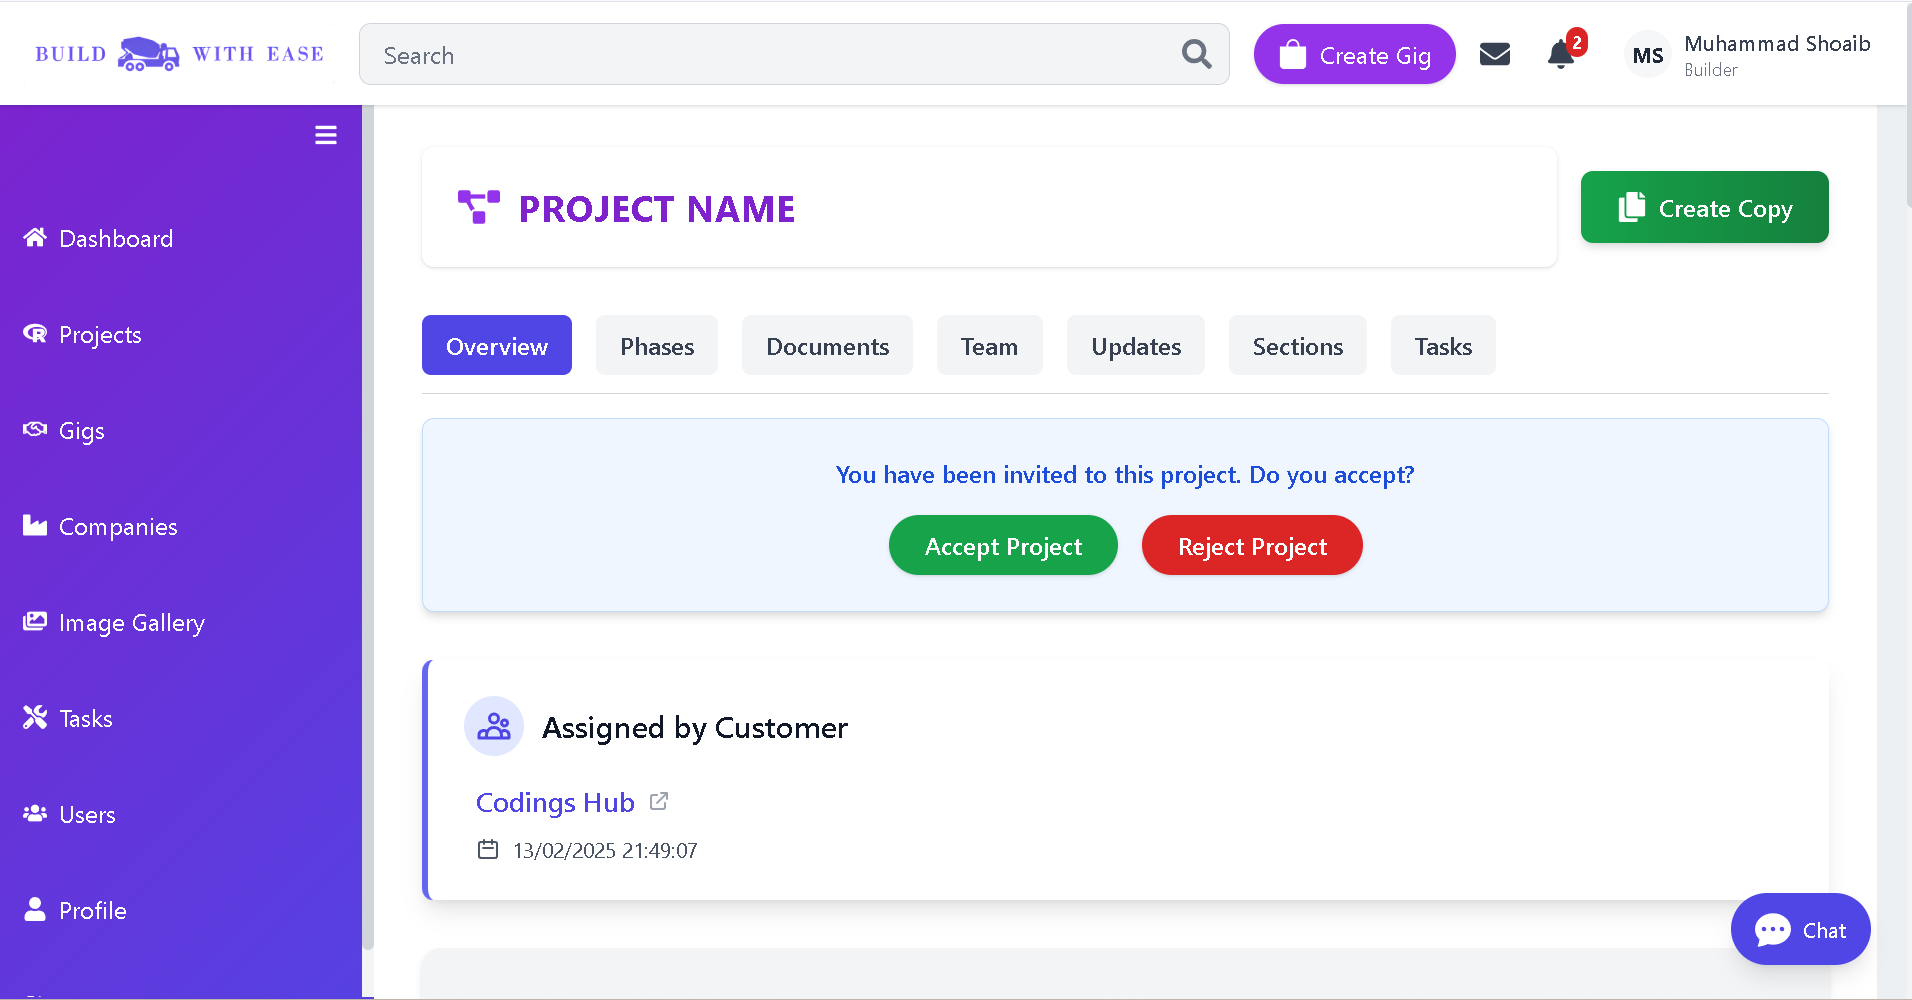 BUILD WITH EASE
Search
Create Gig
2
MS
Muhammad Shoaib
Builder
Dashboard
Projects
Gigs
Companies
Image Gallery
Tasks
Users
Profile
PROJECT NAME
Create Copy
Overview
Phases
Documents
Team
Updates
Sections
Tasks
You have been invited to this project. Do you accept?
Accept Project
Reject Project
Assigned by Customer
Codings Hub
13/02/2025 21:49:07
Chat